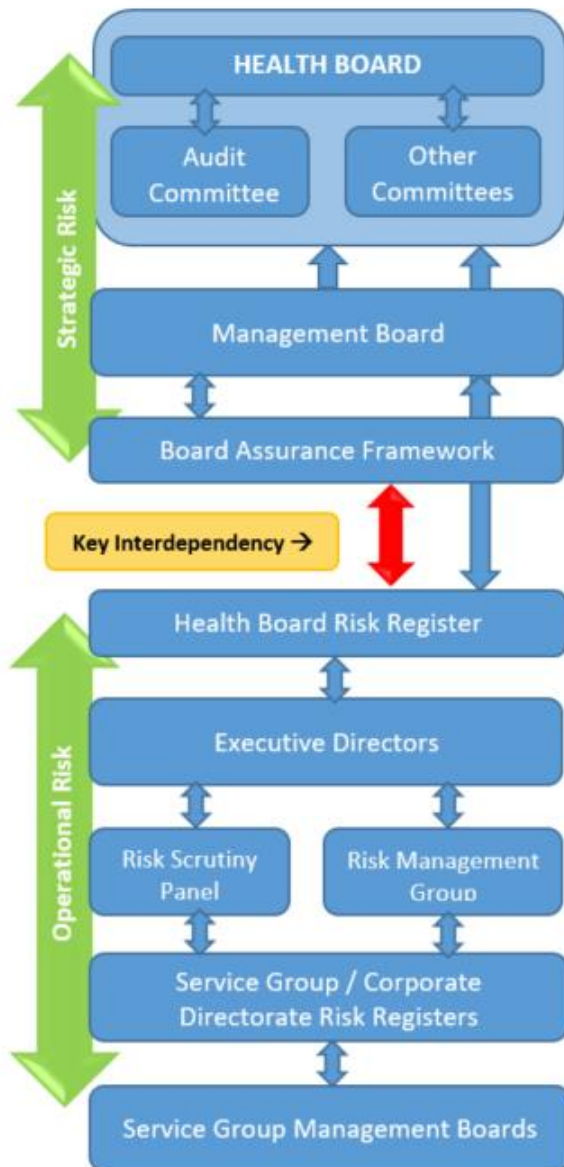 HEALTH BOARD
Audit
Committee
Other
Committees
Strategic Risk
Management Board
Board Assurance Framework
Key Interdependency →
Health Board Risk Register
Executive Directors
Operational Risk
Risk Scrutiny
Panel
Risk Management
Group
Service Group / Corporate
Directorate Risk Registers
Service Group Management Boards